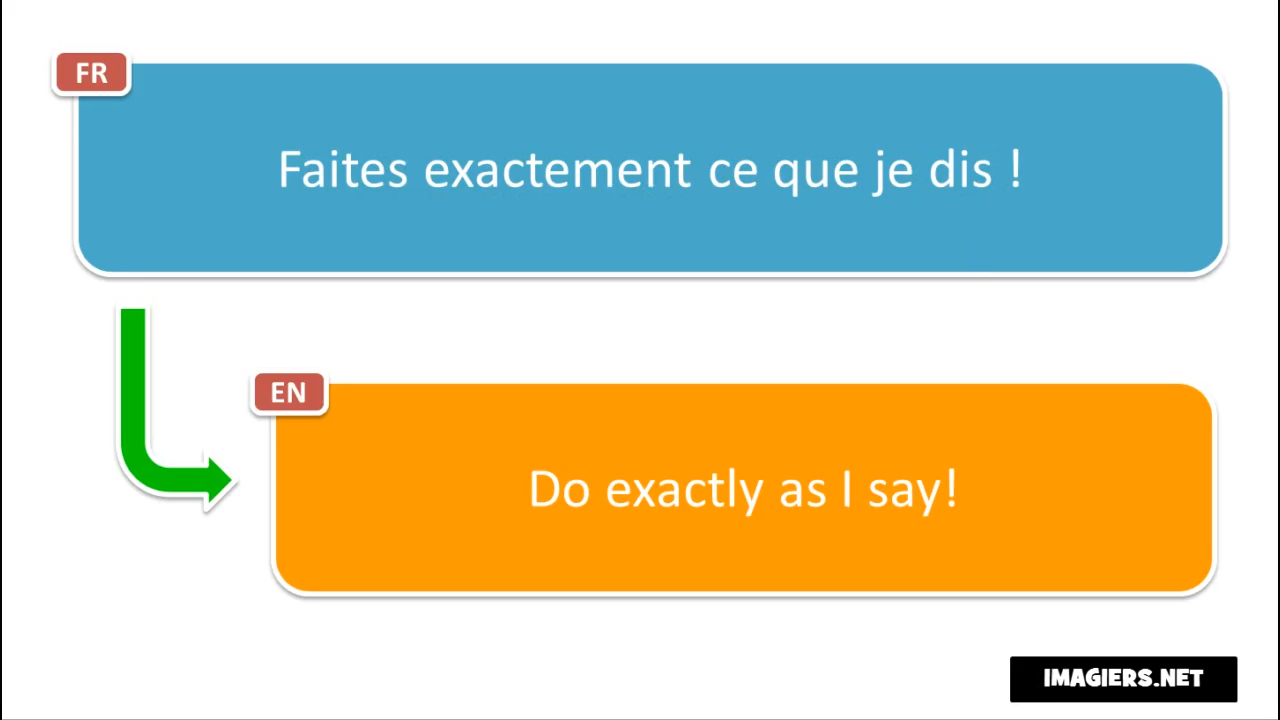 FR
Faites exactement ce que je dis !
EN
Do exactly as I say!
IMAGIERS.NET